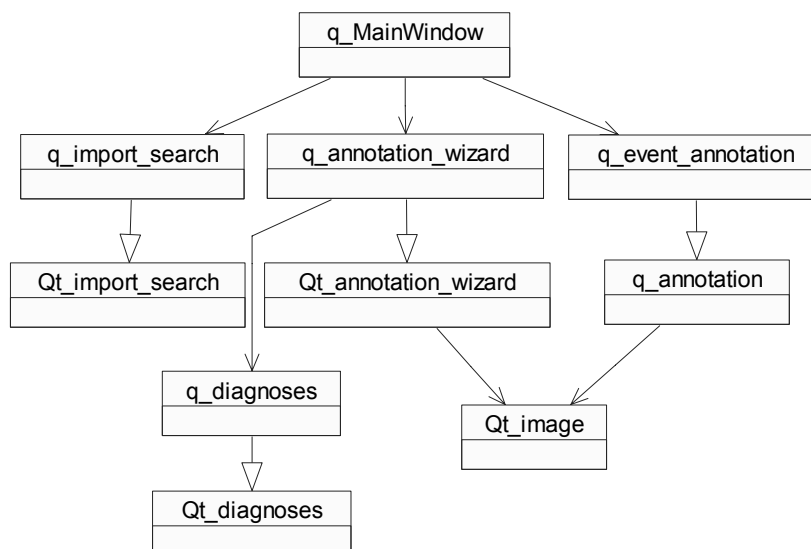 q_MainWindow
q_import_search
q_annotation_wizard
q_event_annotation
Qt_import_search
Qt_annotation_wizard
q_annotation
q_diagnoses
Qt_image
Qt_diagnoses